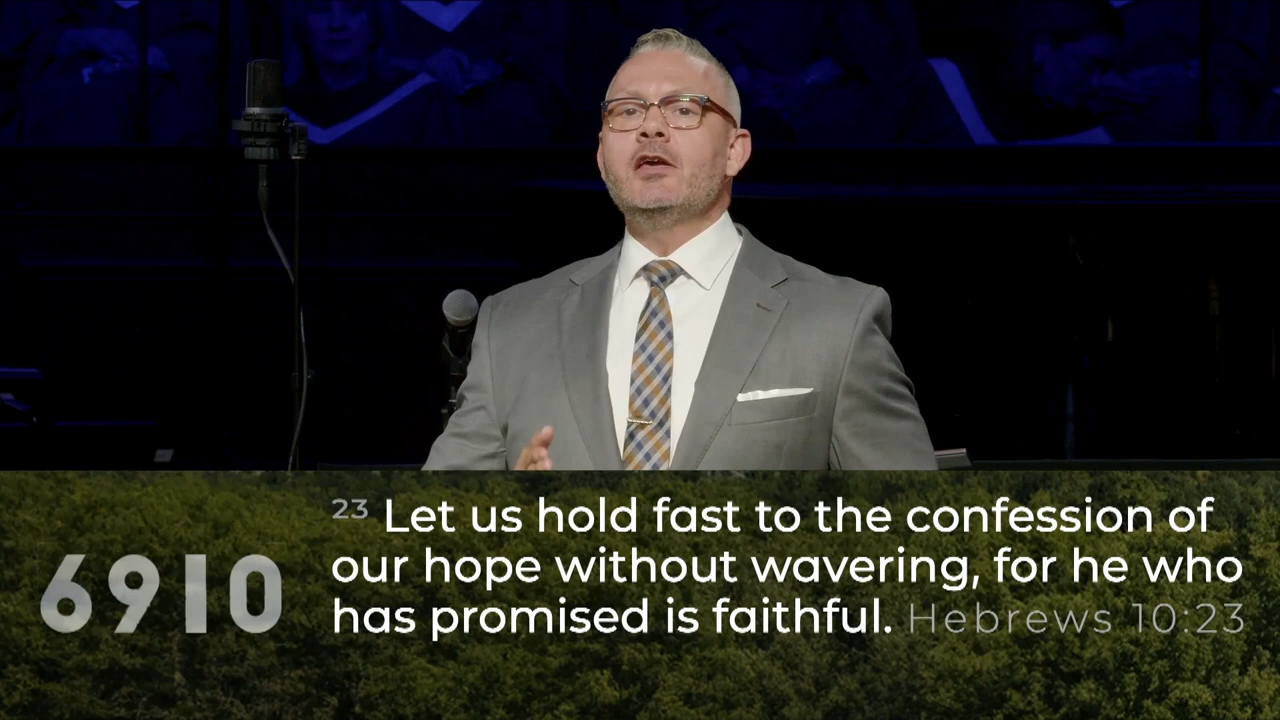 23 Let us hold fast to the confession of
our hope without wavering, for he who
has promised is faithful. Hebrews 10:23
6910